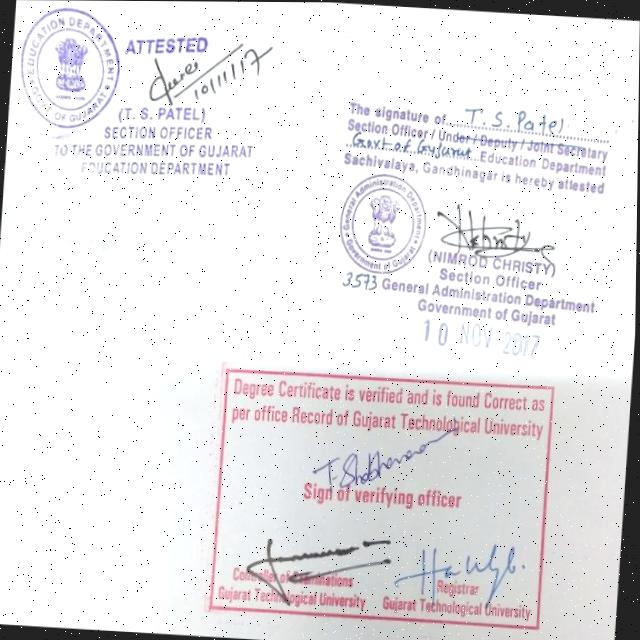 EDUCATION DEPARTMENT
OF GUJARAT
ATTESTED
10/11/17
(T. S. PATEL)
SECTION OFFICER
TO THE GOVERNMENT OF GUJARAT
EDUCATION DEPARTMENT
The signature of T. S. Patel
Section Officer / Under / Deputy / Joint Secretary
Govt of Gujarat Education Department
Sachivalaya, Gandhinagar is hereby attested
General Administration Department
Government of Gujarat
(NIMROD CHRISTY)
Section Officer
3573 General Administration Department
Government of Gujarat
10 NOV 2017
Degree Certificate is verified and is found Correct as
per office Record of Gujarat Technological University
Sign of verifying officer
Controller of Examinations
Gujarat Technological University
Registrar
Gujarat Technological University